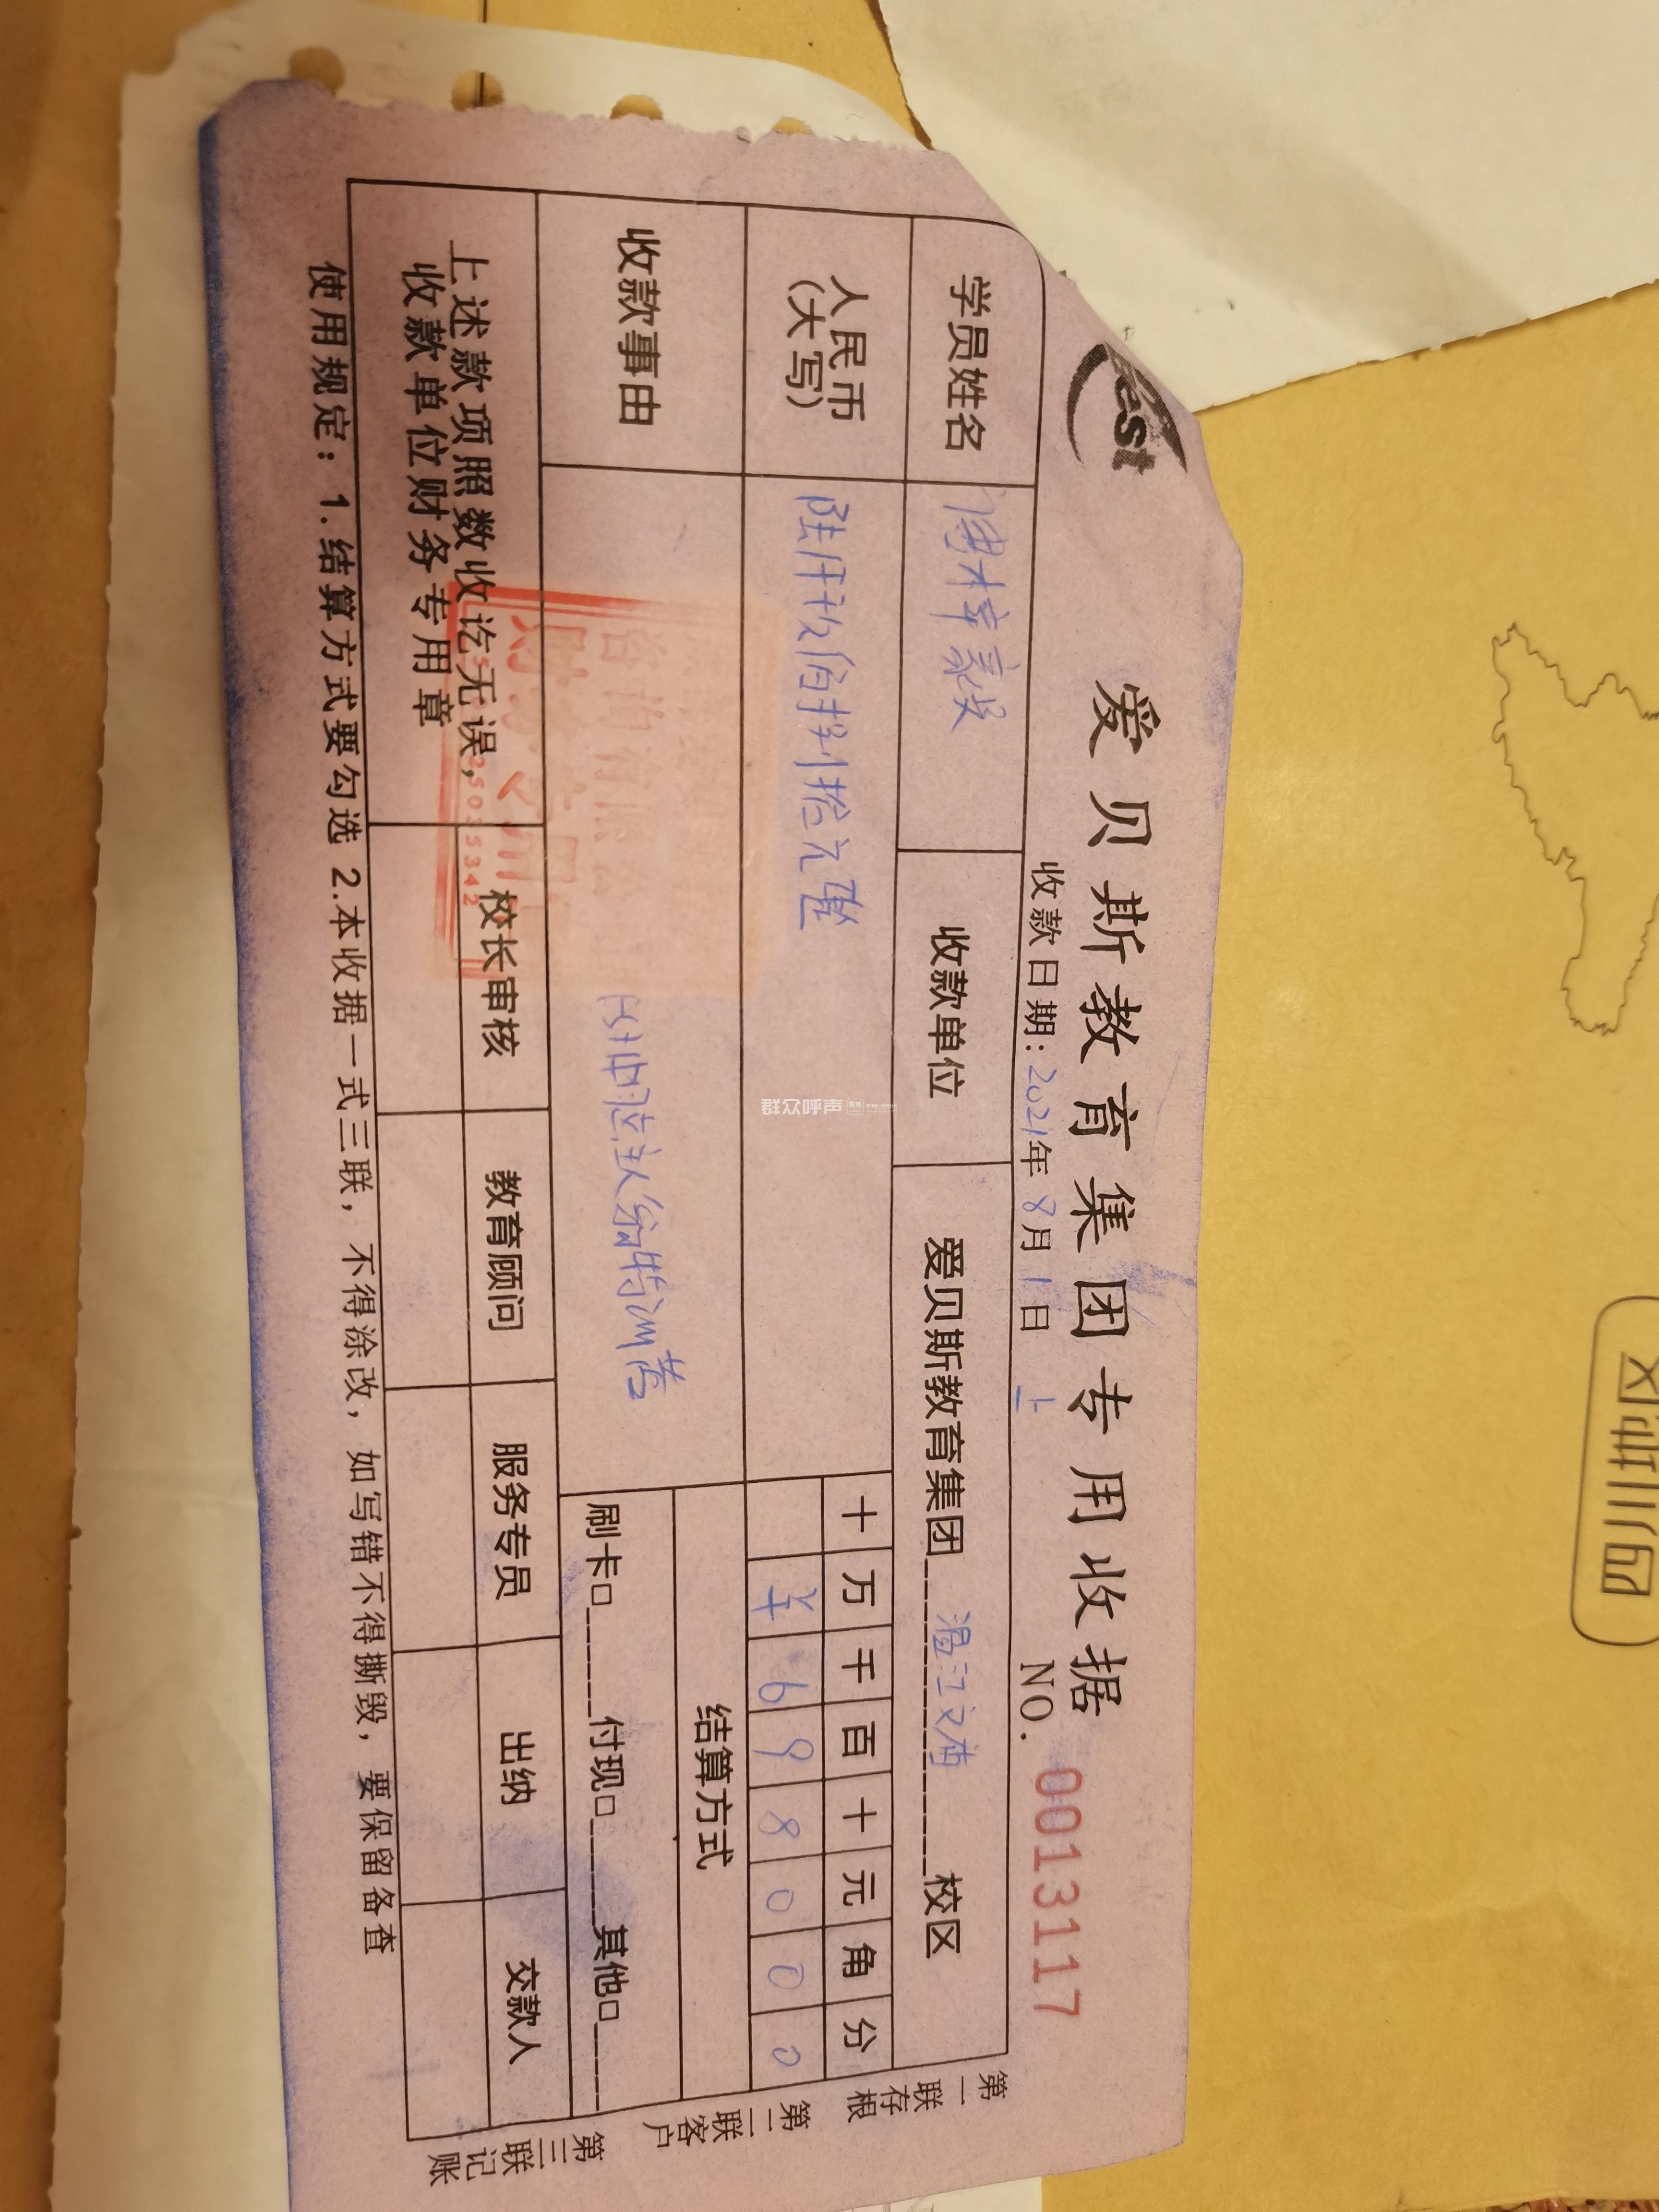 est
爱贝斯教育集团专用收据
收款日期:2021年8月1日
NO. 0013117
学员姓名
收款单位 爱贝斯教育集团 温江 校区
人民币(大写) 陆仟玖佰捌拾元整
十 万 千 百 十 元 角 分
¥ 6 9 8 0 0 0
收款事由 主人翁特训营
结算方式
刷卡□ 付现□ 其他□
上述款项照数收讫无误,
收款单位财务专用章
校长审核 教育顾问 服务专员 出纳 交款人
使用规定:1.结算方式要勾选 2.本收据一式三联,不得涂改,如写错不得撕毁,要保留备查
第一联存根
第二联客户
第三联记账
群众呼声